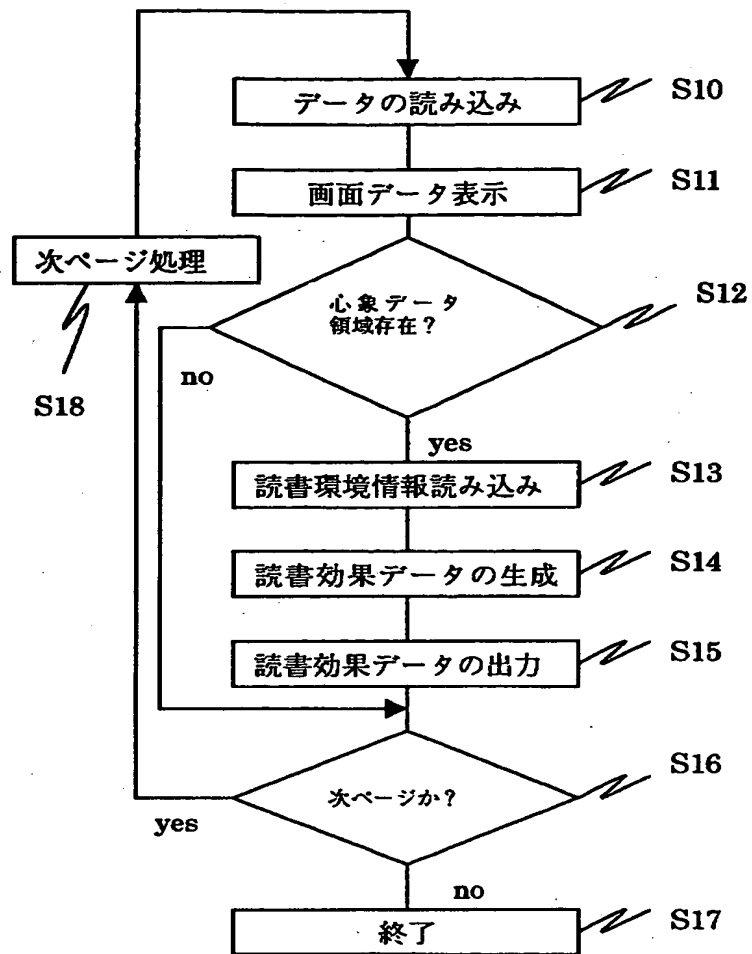 データの読み込み
S10
画面データ表示
S11
次ページ処理
S18
心象データ
領域存在？
S12
no
yes
読書環境情報読み込み
S13
読書効果データの生成
S14
読書効果データの出力
S15
次ページか？
S16
yes
no
終了
S17